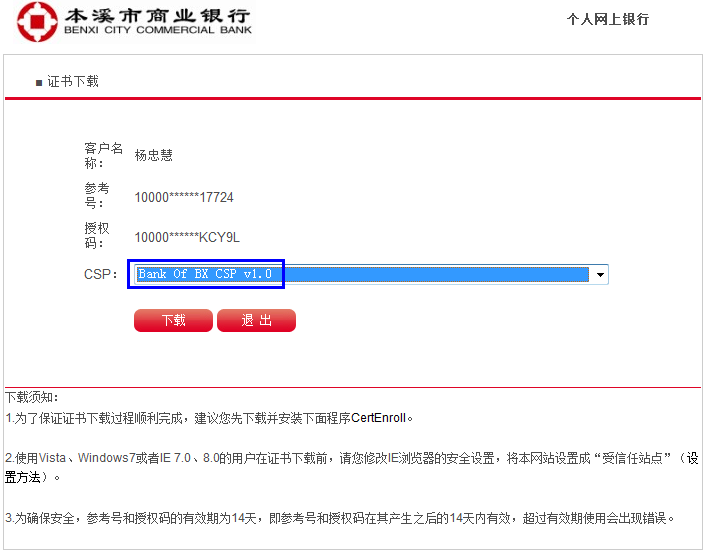 本溪市商业银行
BENXI CITY COMMERCIAL BANK
个人网上银行
证书下载
客户名
称：
杨忠慧
参考
号：
10000******17724
授权
码：
10000******KCY9L
CSP：
Bank Of BX CSP v1.0
下载
退 出
下载须知：
1.为了保证证书下载过程顺利完成，建议您先下载并安装下面程序CertEnroll。
2.使用Vista、Windows7或者IE 7.0、8.0的用户在证书下载前，请您修改IE浏览器的安全设置，将本网站设置成“受信任站点”（设
置方法）。
3.为确保安全，参考号和授权码的有效期为14天，即参考号和授权码在其产生之后的14天内有效，超过有效期使用会出现错误。